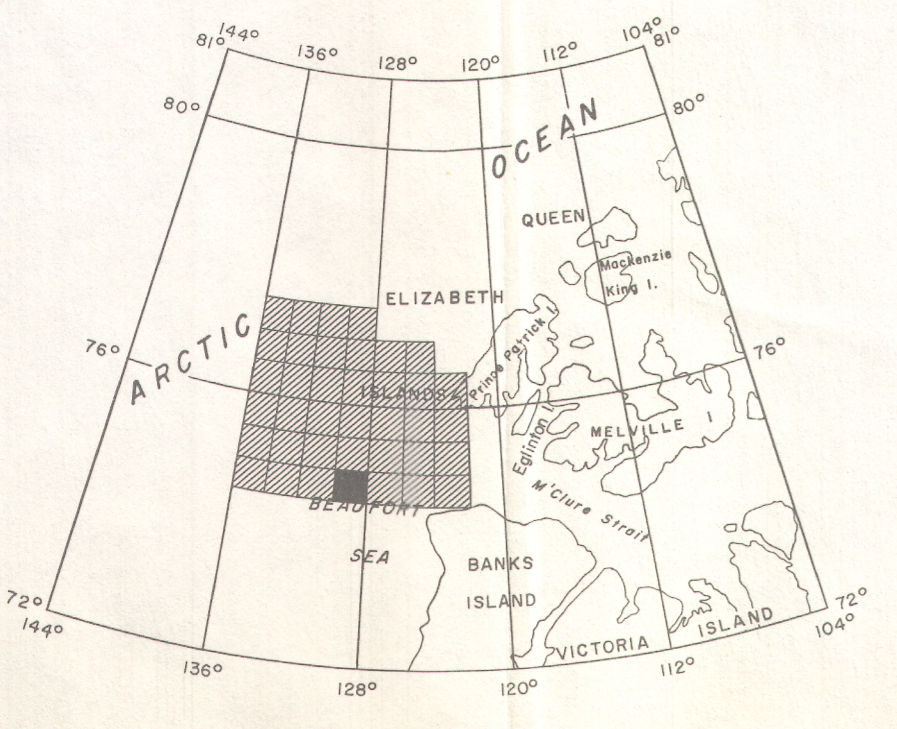 144° 136° 128° 120° 112° 104°
81° 81°
80° 80°
OCEAN
QUEEN
Mackenzie
King I.
ELIZABETH
ARCTIC
Prince Patrick I.
76° 76°
ISLANDS
Eglinton I.
MELVILLE I
M'Clure Strait
BEAUFORT
SEA
BANKS
ISLAND
VICTORIA ISLAND
72° 72°
144° 136° 128° 120° 112° 104°